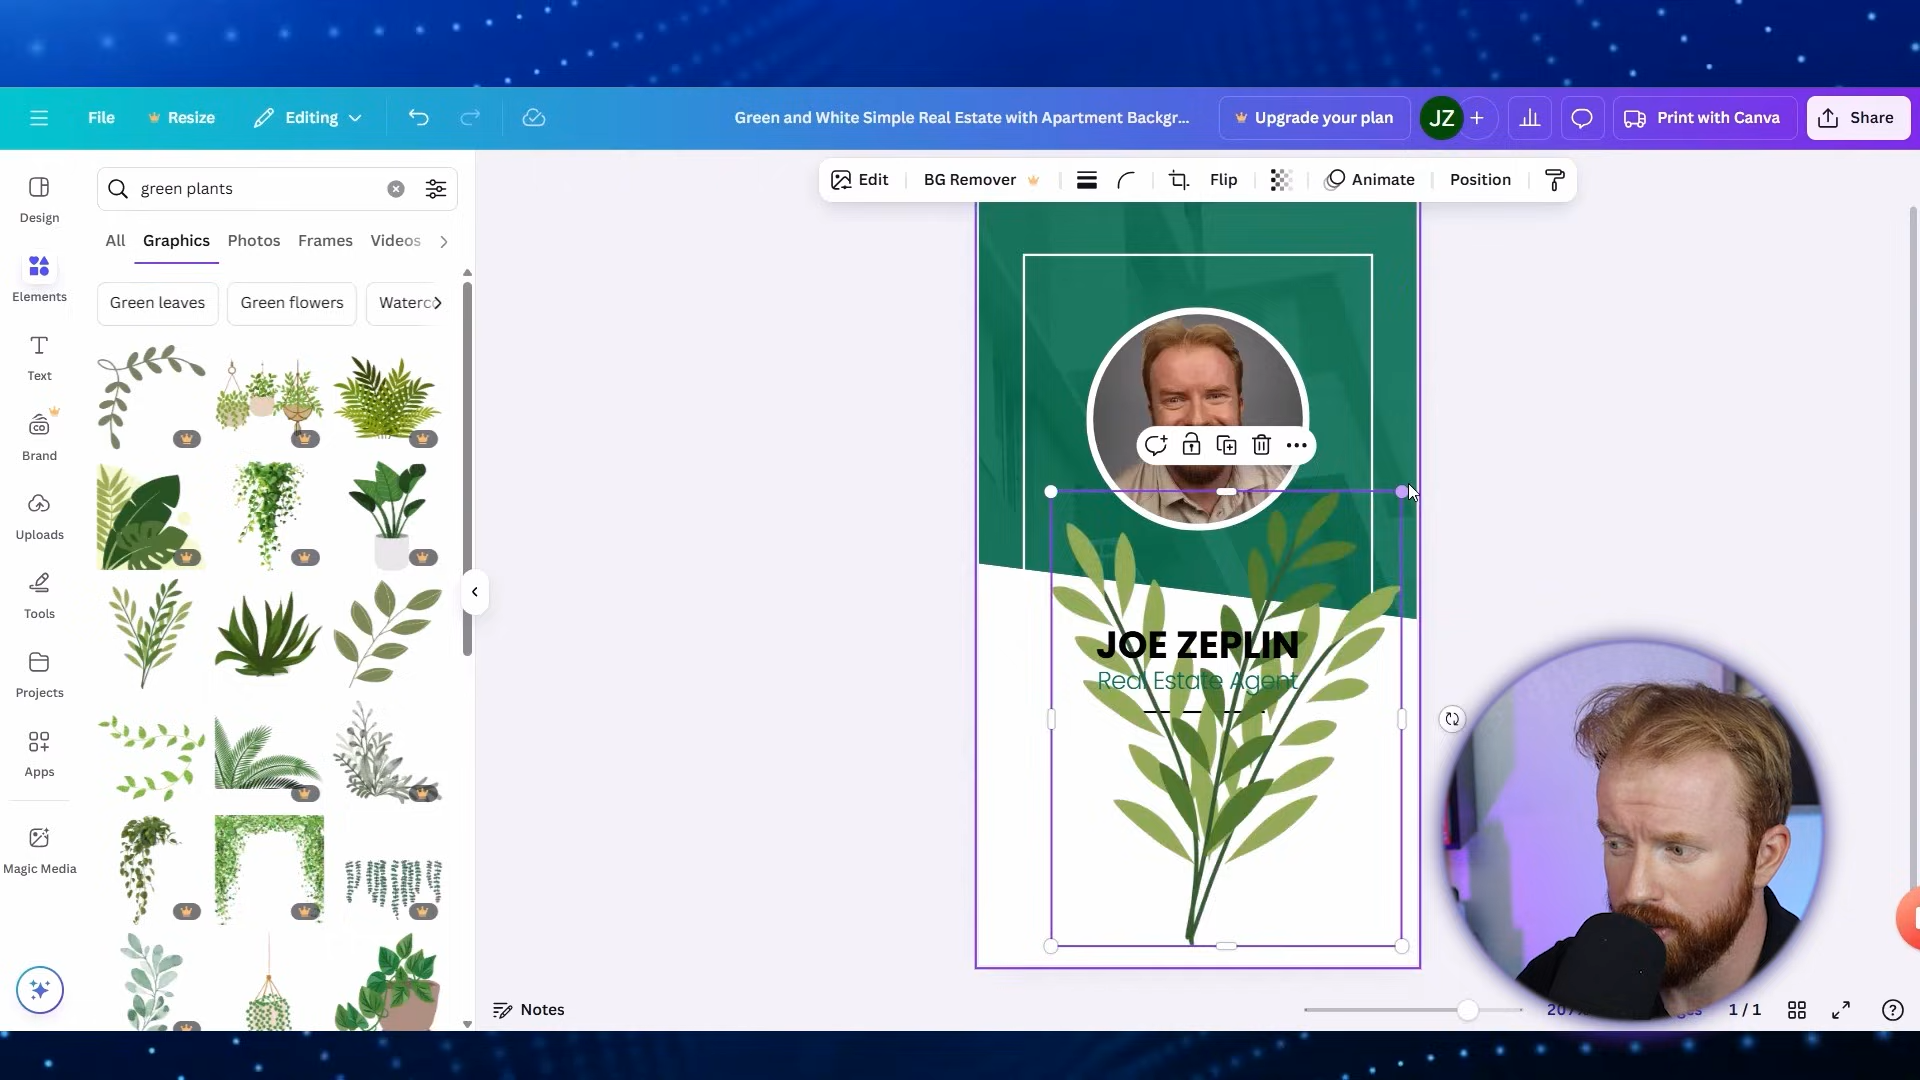 File
Resize
Editing
Green and White Simple Real Estate with Apartment Backgr...
Upgrade your plan
JZ
Print with Canva
Share
Design
Elements
Text
Brand
Uploads
Tools
Projects
Apps
Magic Media
green plants
All
Graphics
Photos
Frames
Videos
Green leaves
Green flowers
Waterco
Edit
BG Remover
Flip
Animate
Position
JOE ZEPLIN
Real Estate Agent
Notes
1 / 1